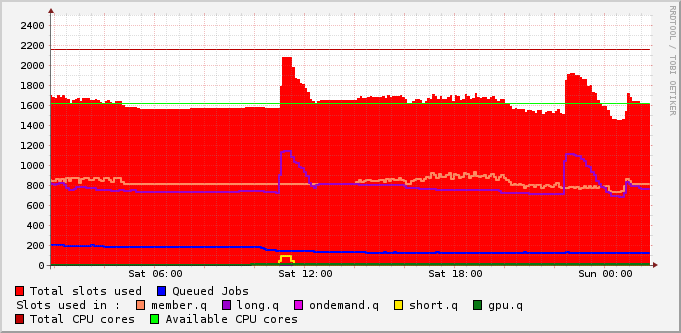 2400
2200
2000
1800
1600
1400
1200
1000
800
600
400
200
0
Sat 06:00 Sat 12:00 Sat 18:00 Sun 00:00
Total slots used Queued Jobs
Slots used in : member.q long.q ondemand.q short.q gpu.q
Total CPU cores Available CPU cores
RRDTOOL / TOBI OETIKER